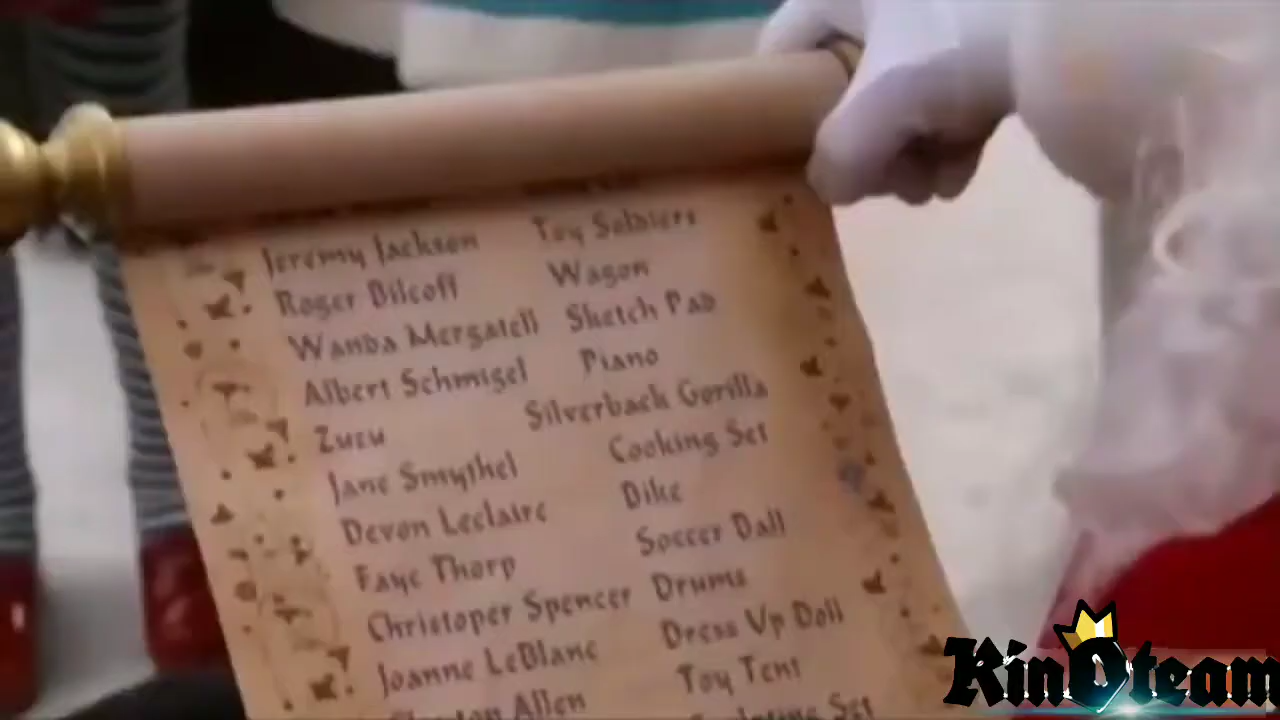 Jeremy Jackson Toy Soldiers
Roger Bilcoff Wagon
Wanda Mergatell Sketch Pad
Albert Schmigel Piano
Zuzu Silverback Gorilla
Jane Smythel Cooking Set
Devon Leclaire Bike
Faye Thorp Soccer Ball
Christoper Spencer Drums
Joanne LeBlanc Dress Up Doll
Allen Toy Tent
Set
KinOteam